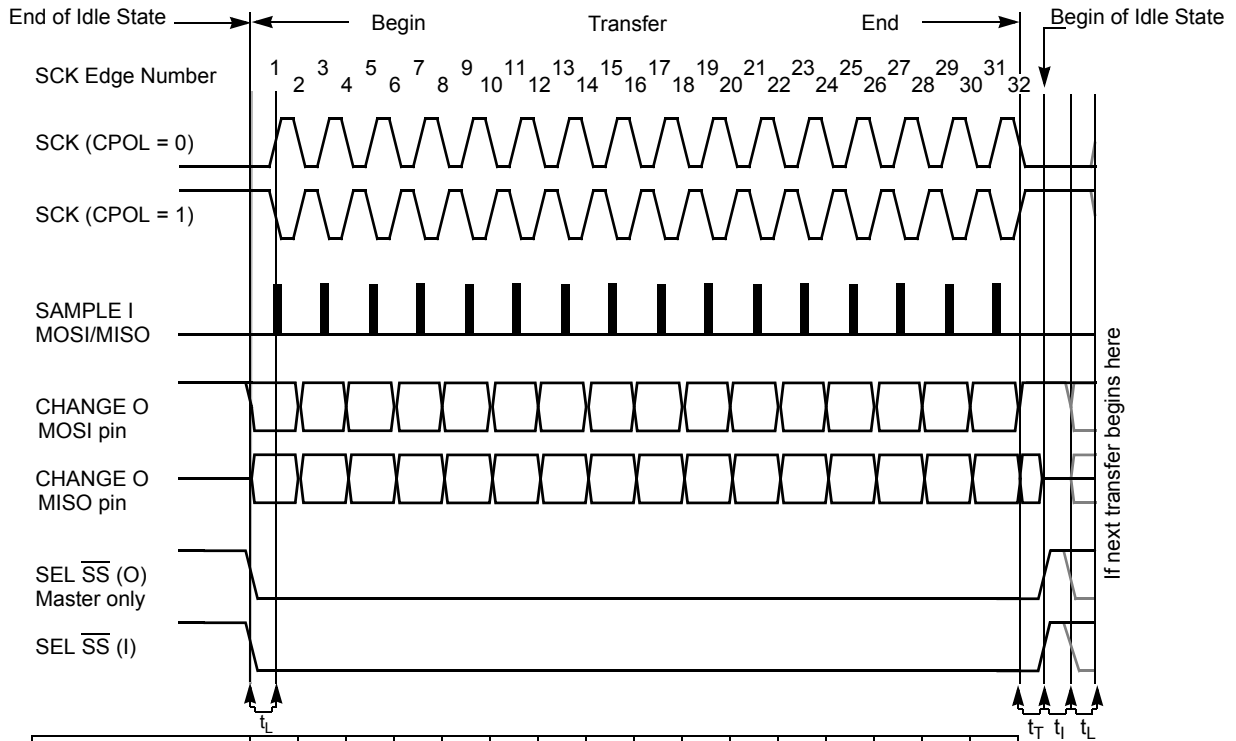 End of Idle State
Begin
Transfer
End
Begin of Idle State
SCK Edge Number
1 3 5 7 9 11 13 15 17 19 21 23 25 27 29 31
2 4 6 8 10 12 14 16 18 20 22 24 26 28 30 32
SCK (CPOL = 0)
SCK (CPOL = 1)
SAMPLE I
MOSI/MISO
CHANGE O
MOSI pin
CHANGE O
MISO pin
SEL SS (O)
Master only
SEL SS (I)
If next transfer begins here
tL
tT tI tL